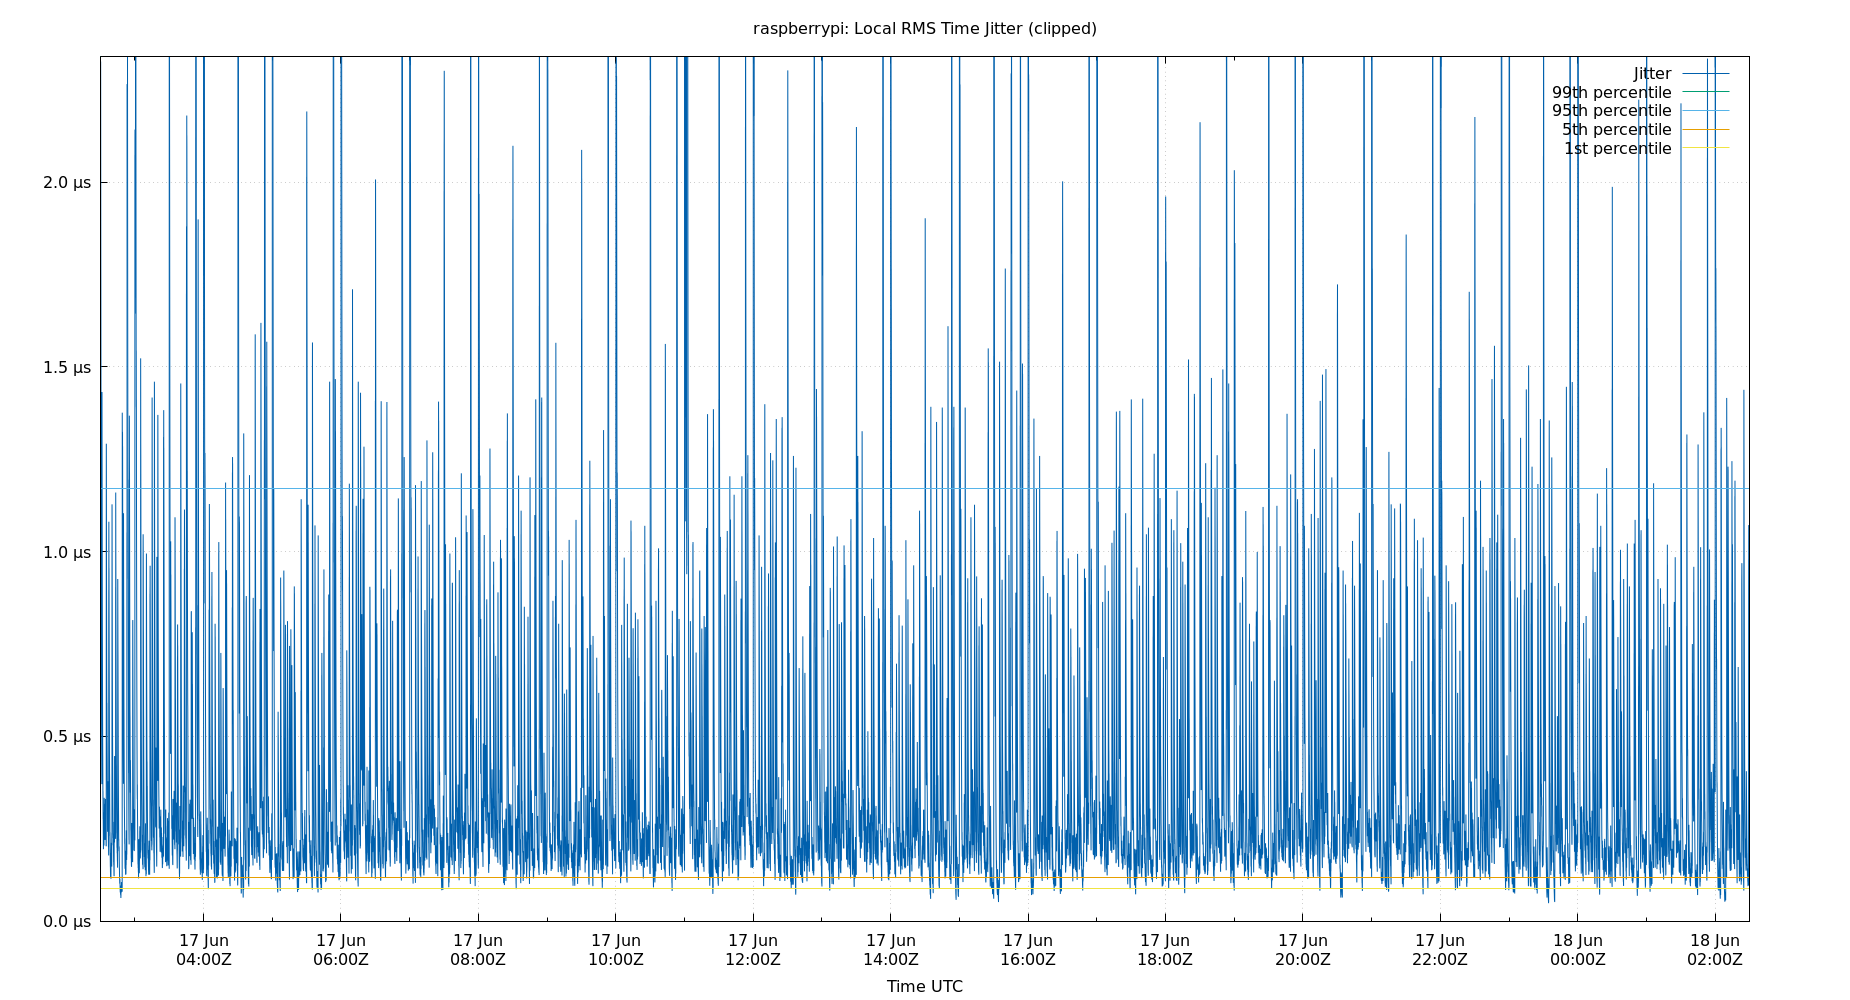 raspberrypi: Local RMS Time Jitter (clipped)
Jitter
99th percentile
95th percentile
5th percentile
1st percentile
2.0 µs
1.5 µs
1.0 µs
0.5 µs
0.0 µs
17 Jun 17 Jun 17 Jun 17 Jun 17 Jun 17 Jun 17 Jun 17 Jun 17 Jun 17 Jun 18 Jun 18 Jun
04:00Z 06:00Z 08:00Z 10:00Z 12:00Z 14:00Z 16:00Z 18:00Z 20:00Z 22:00Z 00:00Z 02:00Z
Time UTC